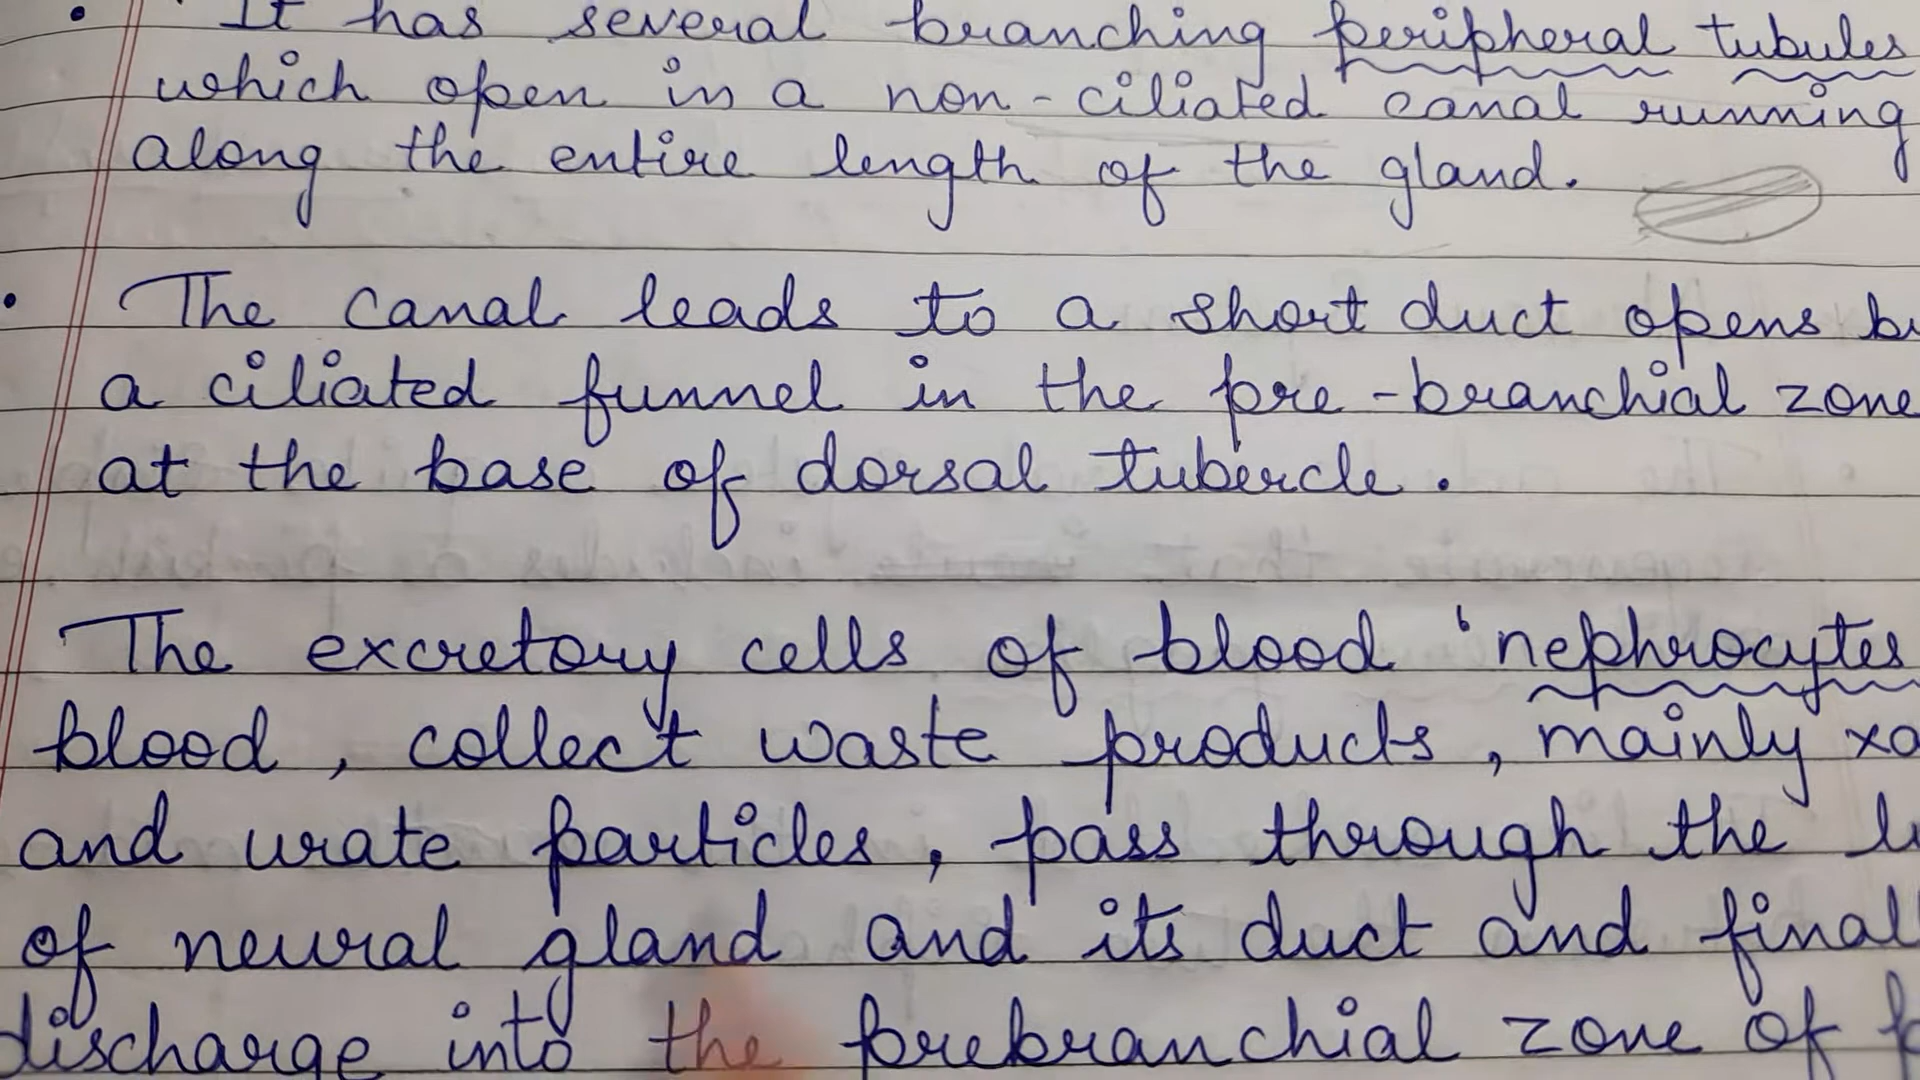 • It has several branching peripheral tubules
which open in a non-ciliated canal running
along the entire length of the gland.
• The canal leads to a short duct opens
a ciliated funnel in the pre-branchial zone
at the base of dorsal tubercle.
The excretory cells of blood 'nephrocytes
blood, collect waste products, mainly
and urate particles, pass through the
of neural gland and its duct and final
discharge into the prebranchial zone of